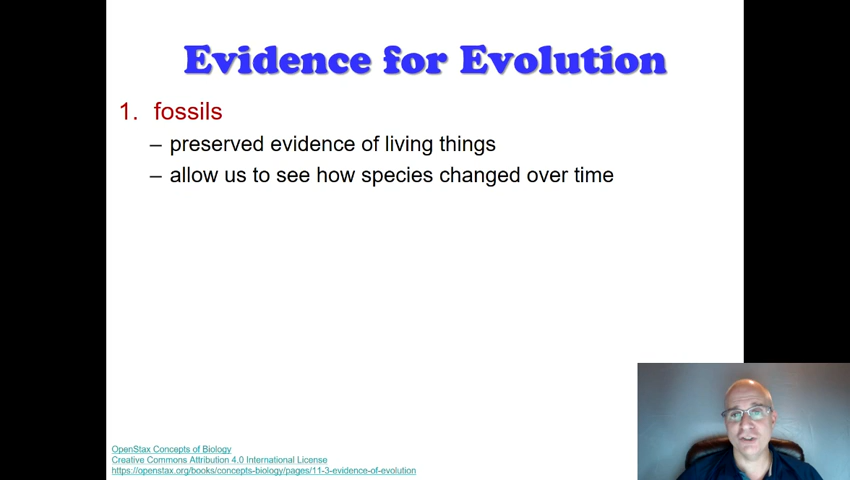 Evidence for Evolution
1. fossils
– preserved evidence of living things
– allow us to see how species changed over time
OpenStax Concepts of Biology
Creative Commons Attribution 4.0 International License
https://openstax.org/books/concepts-biology/pages/11-3-evidence-of-evolution